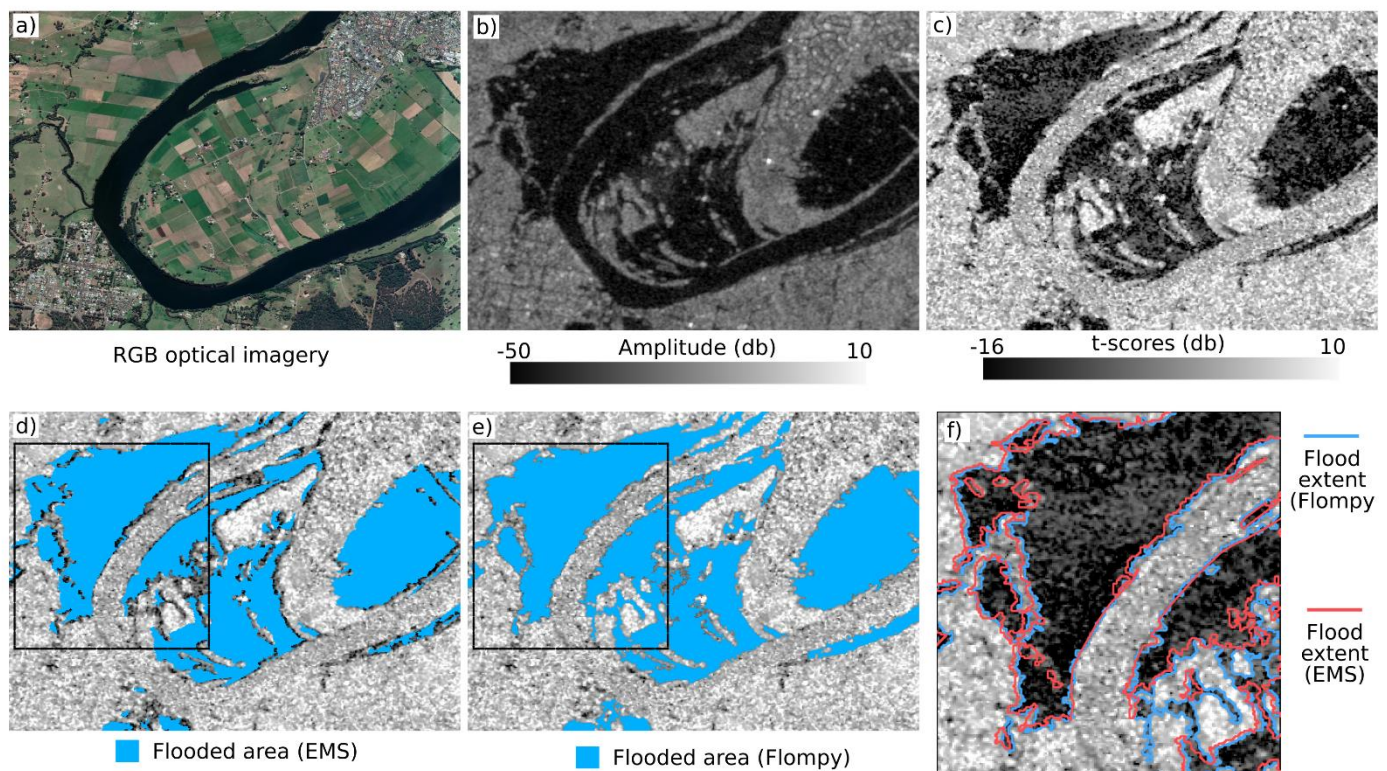 a)
b)
c)
RGB optical imagery
Amplitude (db)
-50
10
t-scores (db)
-16
10
d)
e)
f)
Flood
extent
(Flompy
Flood
extent
(EMS)
Flooded area (EMS)
Flooded area (Flompy)